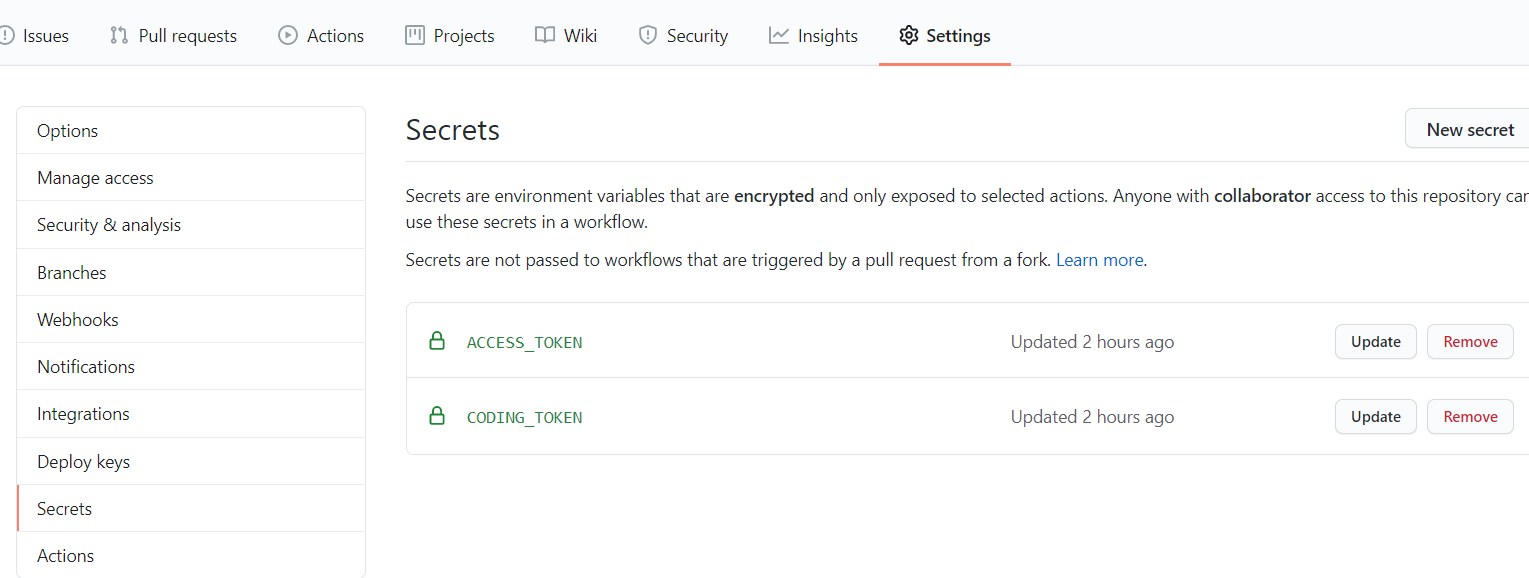 Issues Pull requests Actions Projects Wiki Security Insights Settings
Options
Manage access
Security & analysis
Branches
Webhooks
Notifications
Integrations
Deploy keys
Secrets
Actions
Secrets
New secret
Secrets are environment variables that are encrypted and only exposed to selected actions. Anyone with collaborator access to this repository can
use these secrets in a workflow.
Secrets are not passed to workflows that are triggered by a pull request from a fork. Learn more.
ACCESS_TOKEN Updated 2 hours ago Update Remove
CODING_TOKEN Updated 2 hours ago Update Remove